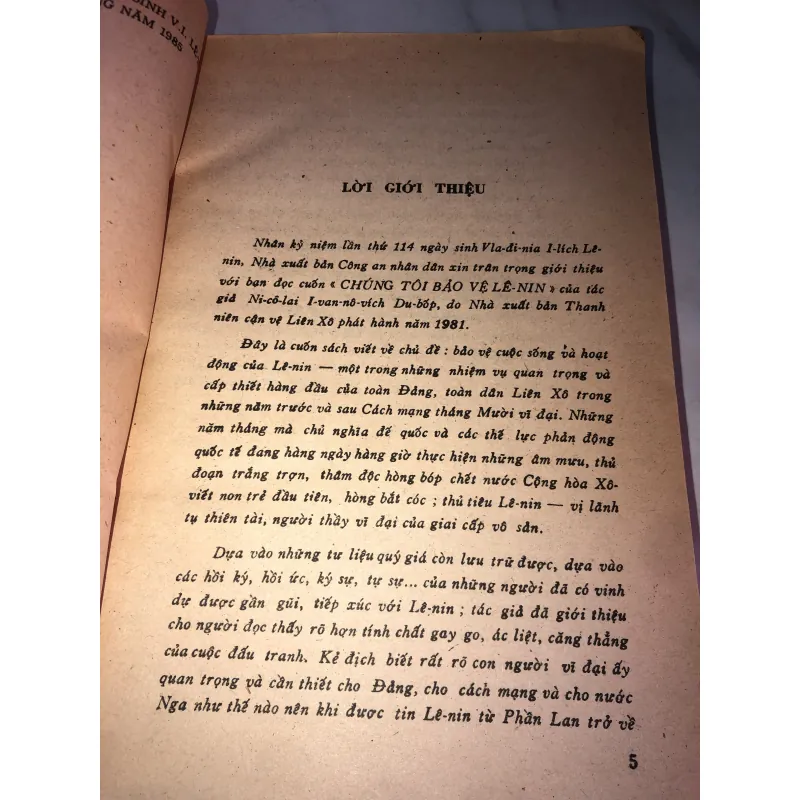 SINH V.I. LÊ-
NG NĂM 1985
LỜI GIỚI THIỆU
Nhân kỷ niệm lần thứ 114 ngày sinh Vla-đi-nia I-lích Lê-
nin, Nhà xuất bản Công an nhân dân xin trân trọng giới thiệu
với bạn đọc cuốn « CHÚNG TÔI BẢO VỆ LÊ-NIN » của tác
giả Ni-cô-lai I-van-nô-vích Du-bốp, do Nhà xuất bản Thanh
niên cận vệ Liên Xô phát hành năm 1981.
Đây là cuốn sách viết về chủ đề : bảo vệ cuộc sống và hoạt
động của Lê-nin — một trong những nhiệm vụ quan trọng và
cấp thiết hàng đầu của toàn Đảng, toàn dân Liên Xô trong
những năm trước và sau Cách mạng tháng Mười vĩ đại. Những
năm tháng mà chủ nghĩa đế quốc và các thế lực phản động
quốc tế đang hàng ngày hàng giờ thực hiện những âm mưu, thủ
đoạn trắng trợn, thâm độc hòng bóp chết nước Cộng hòa Xô-
viết non trẻ đầu tiên, hòng bắt cóc ; thủ tiêu Lê-nin — vị lãnh
tụ thiên tài, người thầy vĩ đại của giai cấp vô sản.
Dựa vào những tư liệu quý giá còn lưu trữ được, dựa vào
các hồi ký, hồi ức, ký sự, tự sự... của những người đã có vinh
dự được gần gũi, tiếp xúc với Lê-nin ; tác giả đã giới thiệu
cho người đọc thấy rõ hơn tính chất gay go, ác liệt, căng thẳng
của cuộc đấu tranh. Kẻ địch biết rất rõ con người vĩ đại ấy
quan trọng và cần thiết cho Đảng, cho cách mạng và cho nước
Nga như thế nào nên khi được tin Lê-nin từ Phần Lan trở về
5